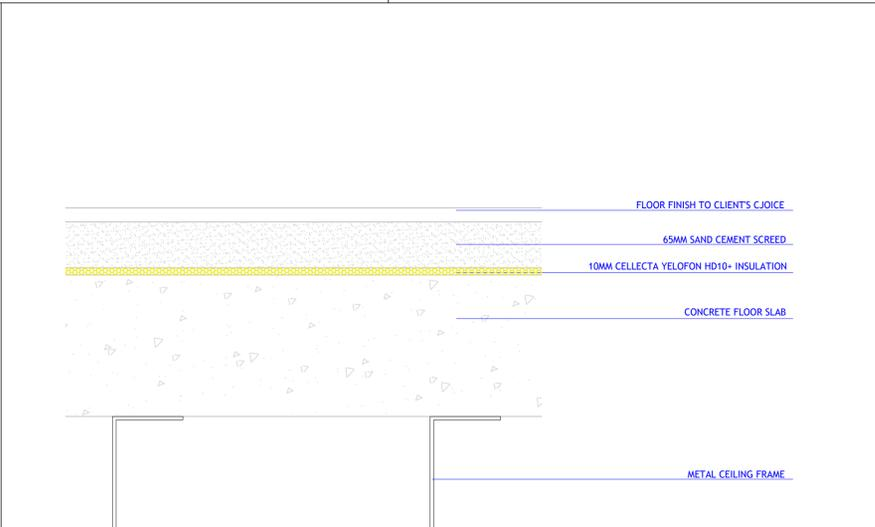 FLOOR FINISH TO CLIENT'S CJOICE
65MM SAND CEMENT SCREED
10MM CELLECTA YELOFON HD10+ INSULATION
CONCRETE FLOOR SLAB
METAL CEILING FRAME